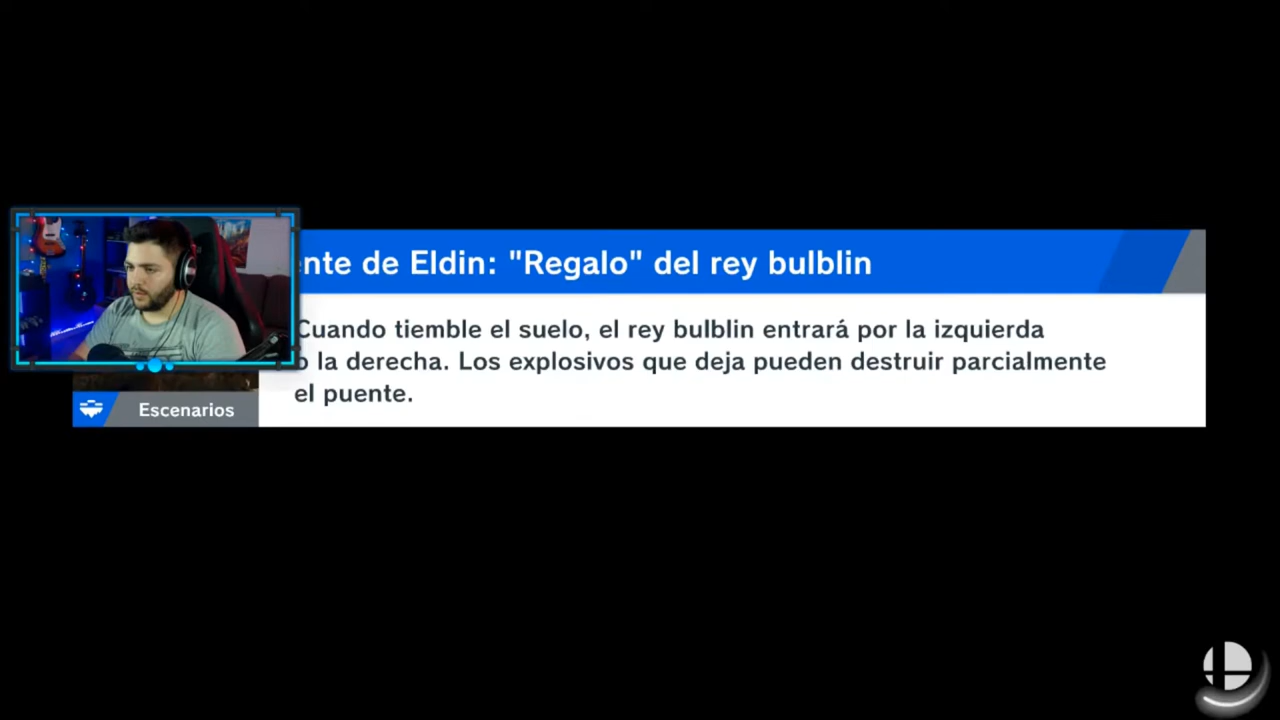 de Eldin: "Regalo" del rey bulblin
Cuando tiemble el suelo, el rey bulblin entrará por la izquierda
o la derecha. Los explosivos que deja pueden destruir parcialmente
el puente.
Escenarios